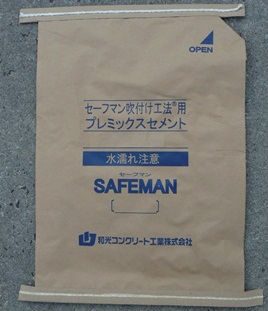 OPEN
セーフマン吹付け工法®用
プレミックスセメント
水濡れ注意
セーフマン
SAFEMAN
和光コンクリート工業株式会社